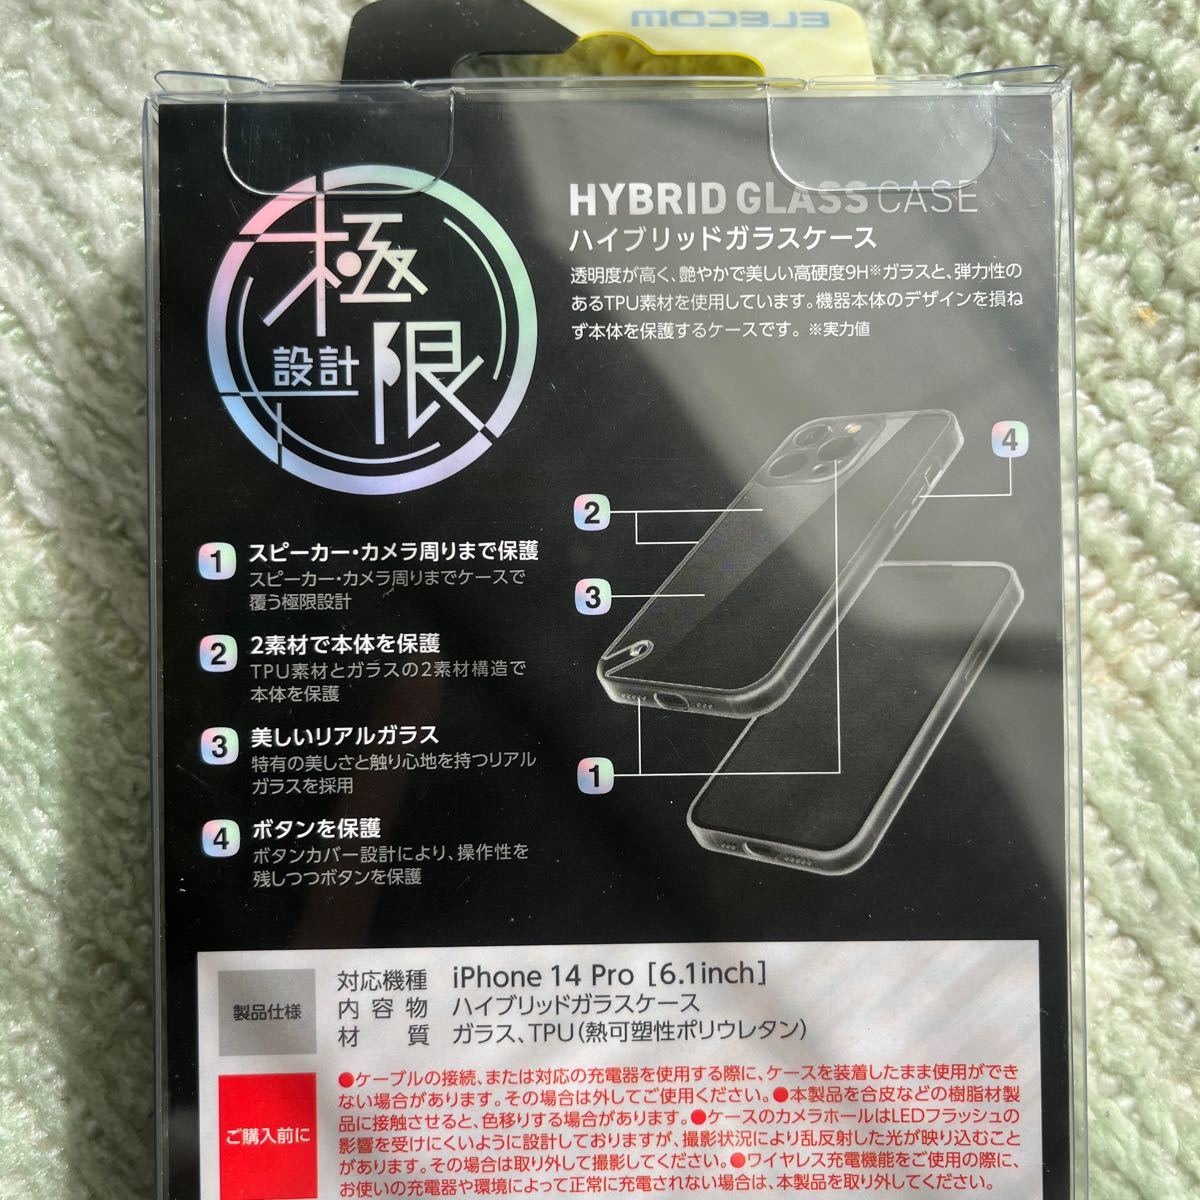 ELECOM
極
設計
限
HYBRID GLASS CASE
ハイブリッドガラスケース
透明度が高く、艶やかで美しい高硬度9H※ガラスと、弾力性の
あるTPU素材を使用しています。機器本体のデザインを損ね
ず本体を保護するケースです。 ※実力値
4
2
3
1
1 スピーカー・カメラ周りまで保護
スピーカー・カメラ周りまでケースで
覆う極限設計
2 2素材で本体を保護
TPU素材とガラスの2素材構造で
本体を保護
3 美しいリアルガラス
特有の美しさと触り心地を持つリアル
ガラスを採用
4 ボタンを保護
ボタンカバー設計により、操作性を
残しつつボタンを保護
製品仕様
対応機種 iPhone 14 Pro [6.1inch]
内容物 ハイブリッドガラスケース
材質 ガラス、TPU(熱可塑性ポリウレタン)
ご購入前に
●ケーブルの接続、または対応の充電器を使用する際に、ケースを装着したまま使用ができ
ない場合があります。その場合は外してご使用ください。●本製品を合皮などの樹脂材製
品に接触させると、色移りする場合があります。●ケースのカメラホールはLEDフラッシュの
影響を受けにくいように設計しておりますが、撮影状況により乱反射した光が映り込むこと
があります。その場合は取り外して撮影してください。●ワイヤレス充電機能をご使用の際に、
お使いの充電器や環境によって正常に充電されない場合は、本製品を取り外してください。